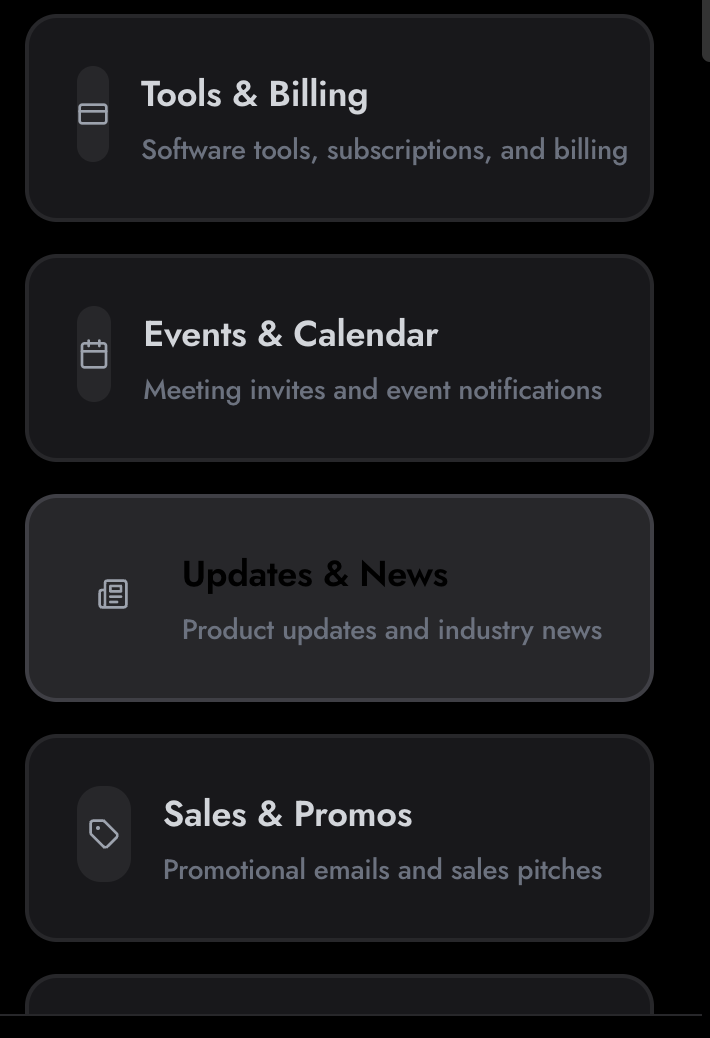 Tools & Billing
Software tools, subscriptions, and billing
Events & Calendar
Meeting invites and event notifications
Updates & News
Product updates and industry news
Sales & Promos
Promotional emails and sales pitches